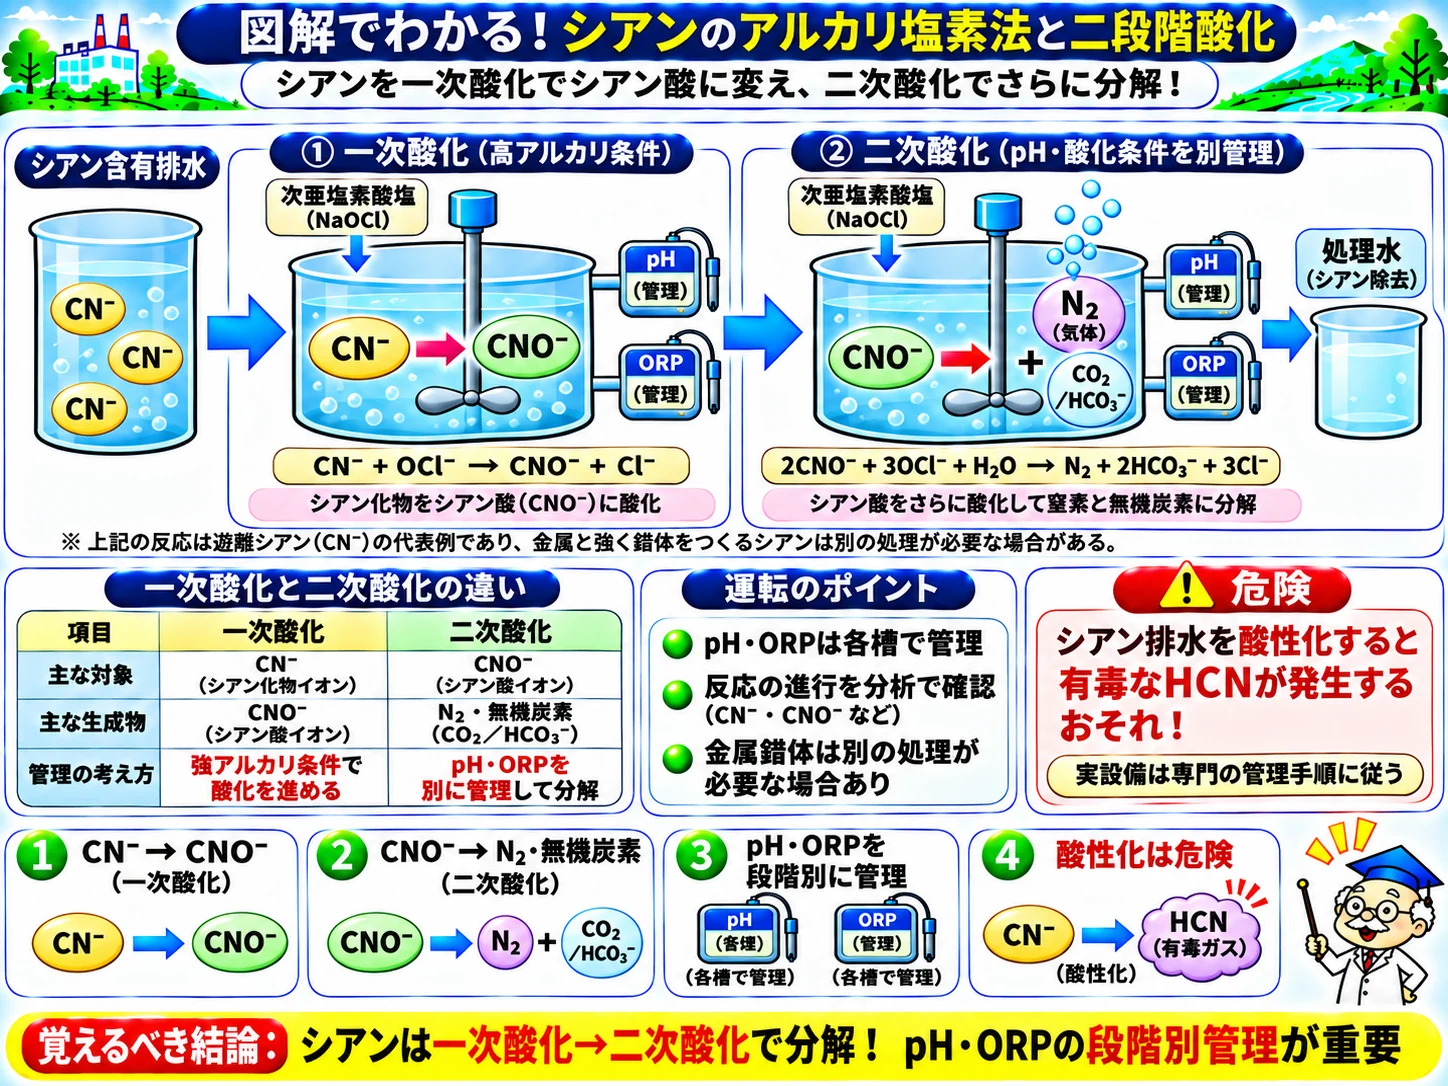 図解でわかる！シアンのアルカリ塩素法と二段階酸化
シアンを一次酸化でシアン酸に変え、二次酸化でさらに分解！
シアン含有排水
CN⁻
CN⁻
CN⁻
① 一次酸化（高アルカリ条件）
次亜塩素酸塩
（NaOCl）
CN⁻
CNO⁻
pH
（管理）
ORP
（管理）
CN⁻ + OCl⁻ → CNO⁻ + Cl⁻
シアン化物をシアン酸（CNO⁻）に酸化
② 二次酸化（pH・酸化条件を別管理）
次亜塩素酸塩
（NaOCl）
CNO⁻
+
N₂
（気体）
CO₂
/HCO₃⁻
pH
（管理）
ORP
（管理）
2CNO⁻ + 3OCl⁻ + H₂O → N₂ + 2HCO₃⁻ + 3Cl⁻
シアン酸をさらに酸化して窒素と無機炭素に分解
処理水
（シアン除去）
※ 上記の反応は遊離シアン（CN⁻）の代表例であり、金属と強く錯体をつくるシアンは別の処理が必要な場合がある。
一次酸化と二次酸化の違い
項目
一次酸化
二次酸化
主な対象
CN⁻
（シアン化物イオン）
CNO⁻
（シアン酸イオン）
主な生成物
CNO⁻
（シアン酸イオン）
N₂・無機炭素
（CO₂／HCO₃⁻）
管理の考え方
強アルカリ条件で
酸化を進める
pH・ORPを
別に管理して分解
運転のポイント
pH・ORPは各槽で管理
反応の進行を分析で確認
（CN⁻・CNO⁻ など）
金属錯体は別の処理が
必要な場合あり
! 危険
シアン排水を酸性化すると
有毒なHCNが発生する
おそれ！
実設備は専門の管理手順に従う
1 CN⁻→ CNO⁻
（一次酸化）
CN⁻
CNO⁻
2 CNO⁻→ N₂・無機炭素
（二次酸化）
CNO⁻
N₂
+
CO₂
/HCO₃⁻
3 pH・ORPを
段階別に管理
pH
ORP
（管理）
（各槽で管理）
（各槽で管理）
4 酸性化は危険
CN⁻
（酸性化）
HCN
（有毒ガス）
覚えるべき結論：シアンは一次酸化→二次酸化で分解！ pH・ORPの段階別管理が重要